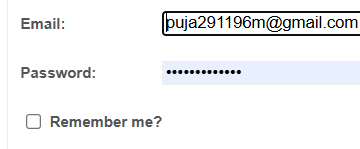 Email: puja291196m@gmail.com
Password: •••••••••••••
Remember me?